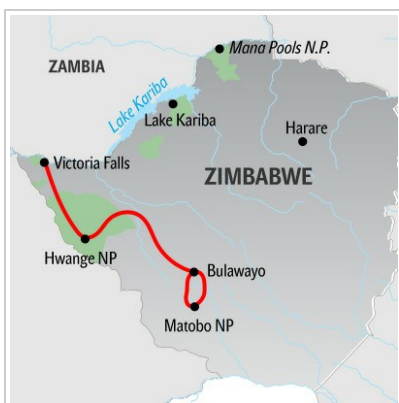 Mana Pools N.P.
ZAMBIA
Lake Kariba
Lake Kariba
Harare
Victoria Falls
ZIMBABWE
Hwange NP
Bulawayo
Matobo NP